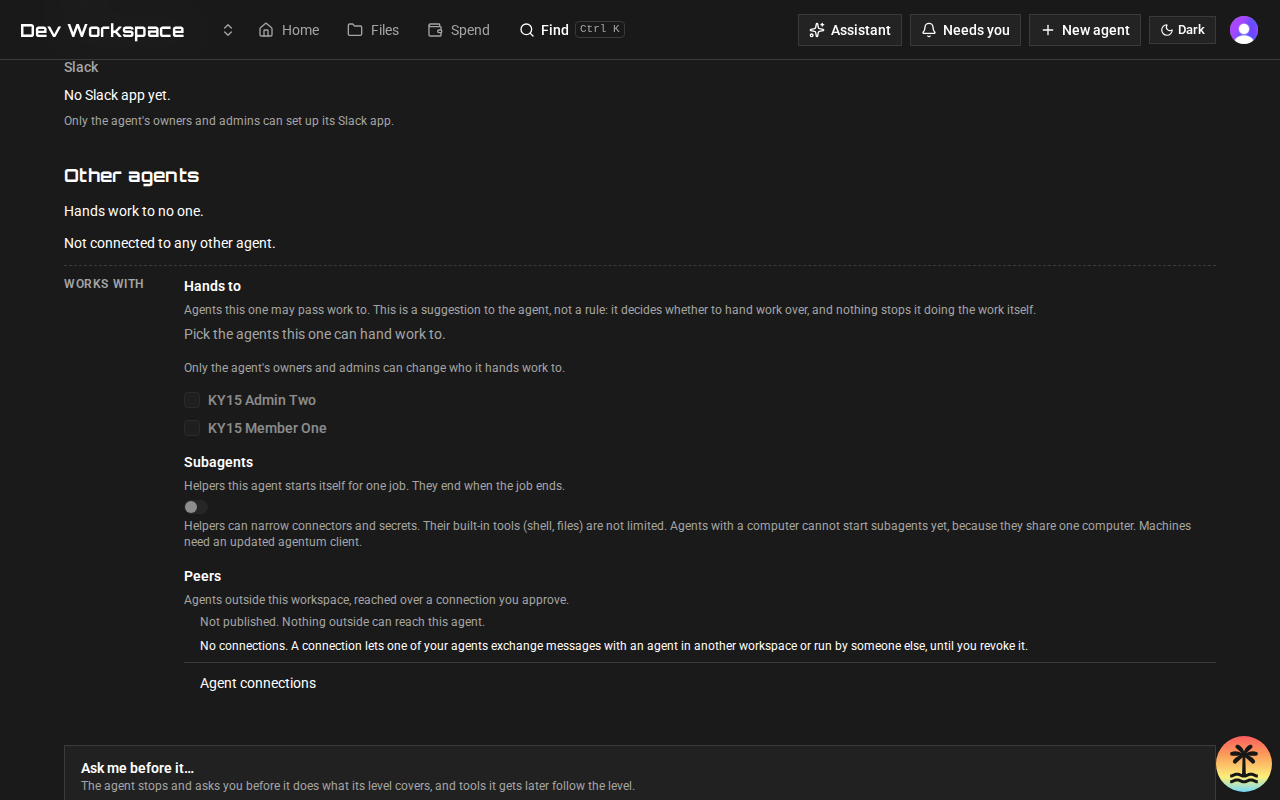 Dev Workspace
Home
Files
Spend
Find Ctrl K
Assistant
Needs you
New agent
Dark
Slack
No Slack app yet.
Only the agent's owners and admins can set up its Slack app.
Other agents
Hands work to no one.
Not connected to any other agent.
WORKS WITH
Hands to
Agents this one may pass work to. This is a suggestion to the agent, not a rule: it decides whether to hand work over, and nothing stops it doing the work itself.
Pick the agents this one can hand work to.
Only the agent's owners and admins can change who it hands work to.
KY15 Admin Two
KY15 Member One
Subagents
Helpers this agent starts itself for one job. They end when the job ends.
Helpers can narrow connectors and secrets. Their built-in tools (shell, files) are not limited. Agents with a computer cannot start subagents yet, because they share one computer. Machines
need an updated agentum client.
Peers
Agents outside this workspace, reached over a connection you approve.
Not published. Nothing outside can reach this agent.
No connections. A connection lets one of your agents exchange messages with an agent in another workspace or run by someone else, until you revoke it.
Agent connections
Ask me before it…
The agent stops and asks you before it does what its level covers, and tools it gets later follow the level.